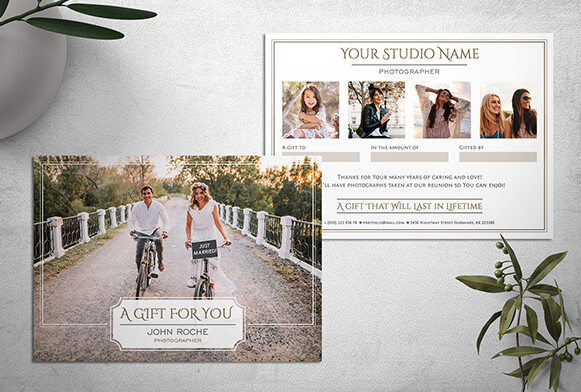 YOUR STUDIO NAME
PHOTOGRAPHER
A GIFT TO
IN THE AMOUNT OF
GIFTED BY
THANKS FOR YOUR MANY YEARS OF CARING AND LOVE!
'LL HAVE PHOTOGRAPHS TAKEN AT OUR REUNION SO YOU CAN ENJOY!
A GIFT THAT WILL LAST IN LIFETIME
JUST
MARRIED!
A GIFT FOR YOU
JOHN ROCHE
PHOTOGRAPHER